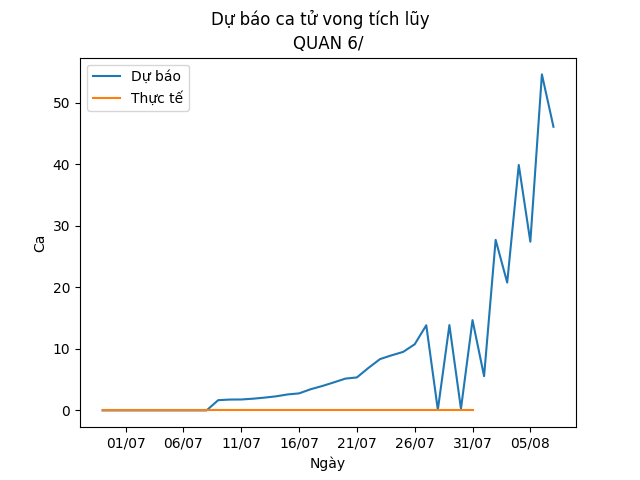 Dự báo ca tử vong tích lũy
QUAN 6/
Dự báo
Thực tế
Ca
50
40
30
20
10
0
01/07 06/07 11/07 16/07 21/07 26/07 31/07 05/08
Ngày